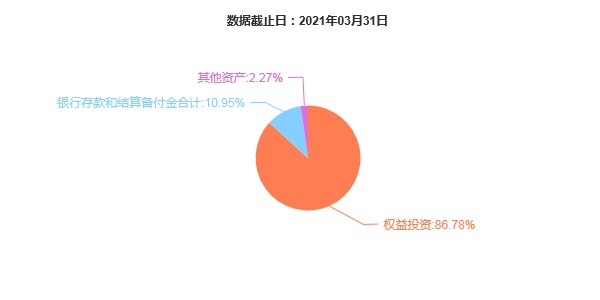 数据截止日：2021年03月31日
其他资产:2.27%
银行存款和结算备付金合计:10.95%
权益投资:86.78%